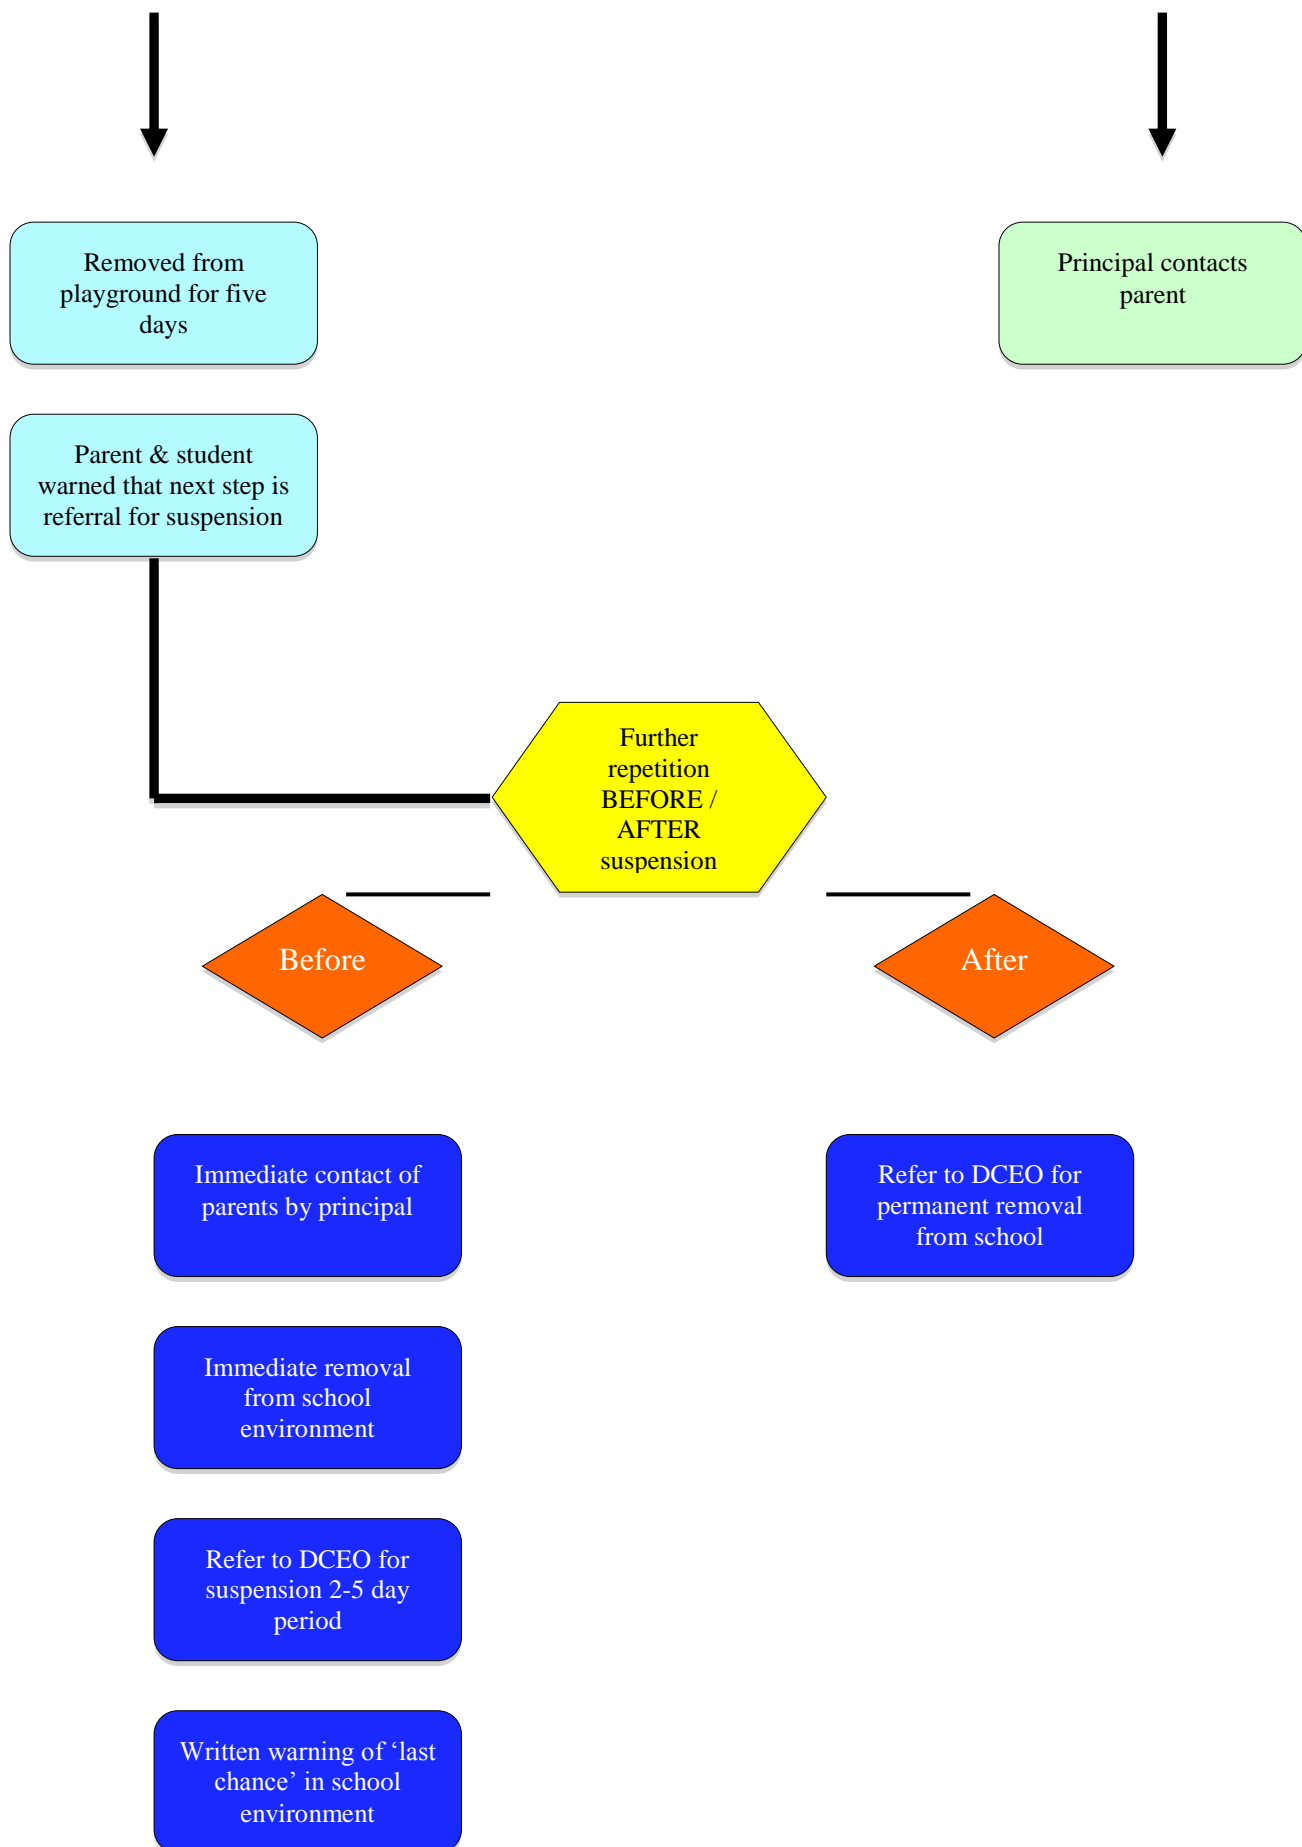 Removed from
playground for five
days
Principal contacts
parent
Parent & student
warned that next step is
referral for suspension
Further
repetition
BEFORE /
AFTER
suspension
Before
After
Immediate contact of
parents by principal
Refer to DCEO for
permanent removal
from school
Immediate removal
from school
environment
Refer to DCEO for
suspension 2-5 day
period
Written warning of ‘last
chance’ in school
environment